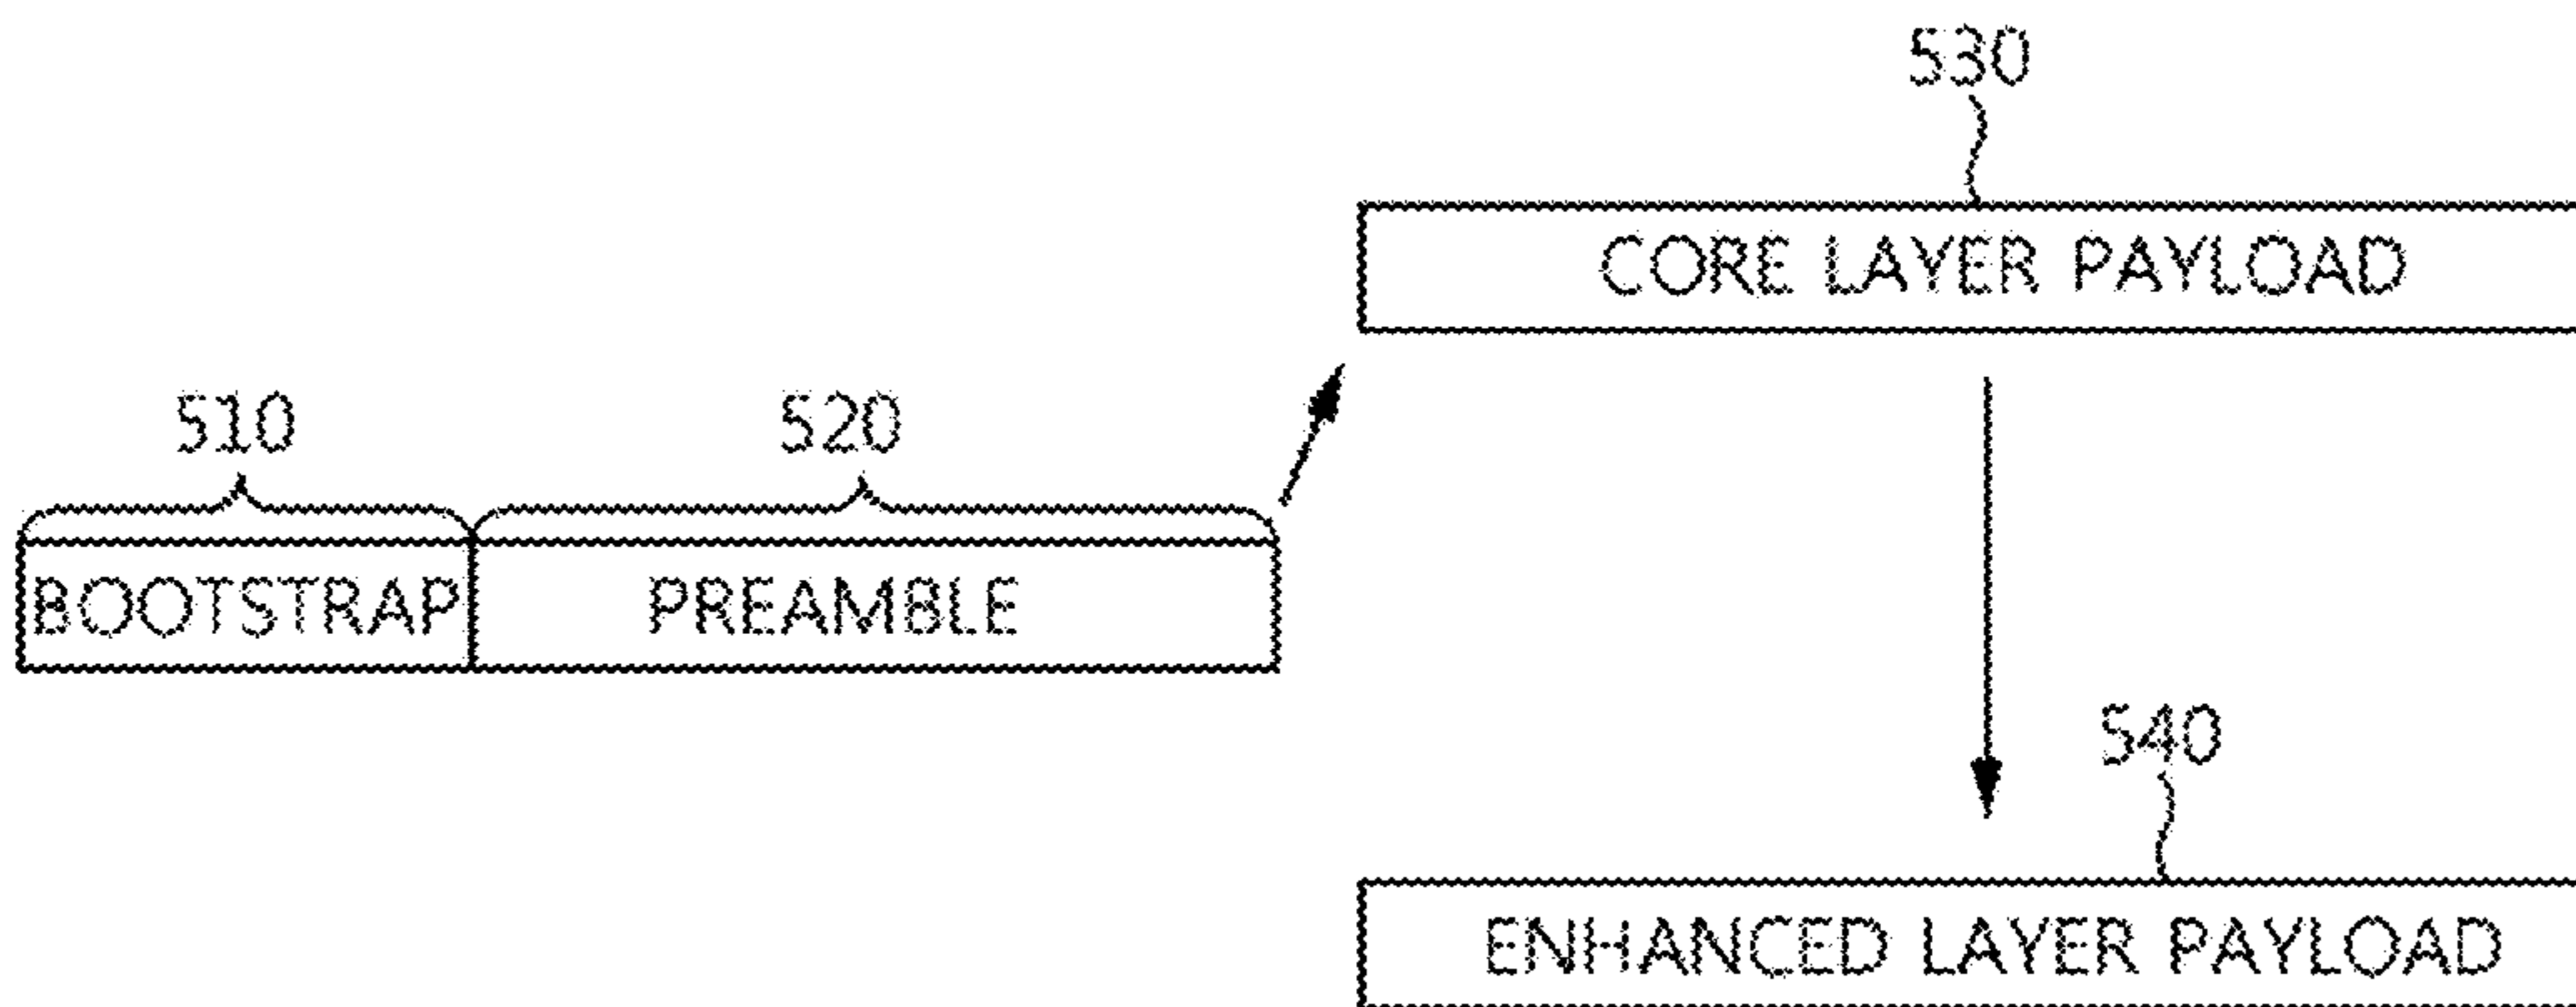 530
CORE LAYER PAYLOAD
510 520
BOOTSTRAP PREAMBLE
540
ENHANCED LAYER PAYLOAD